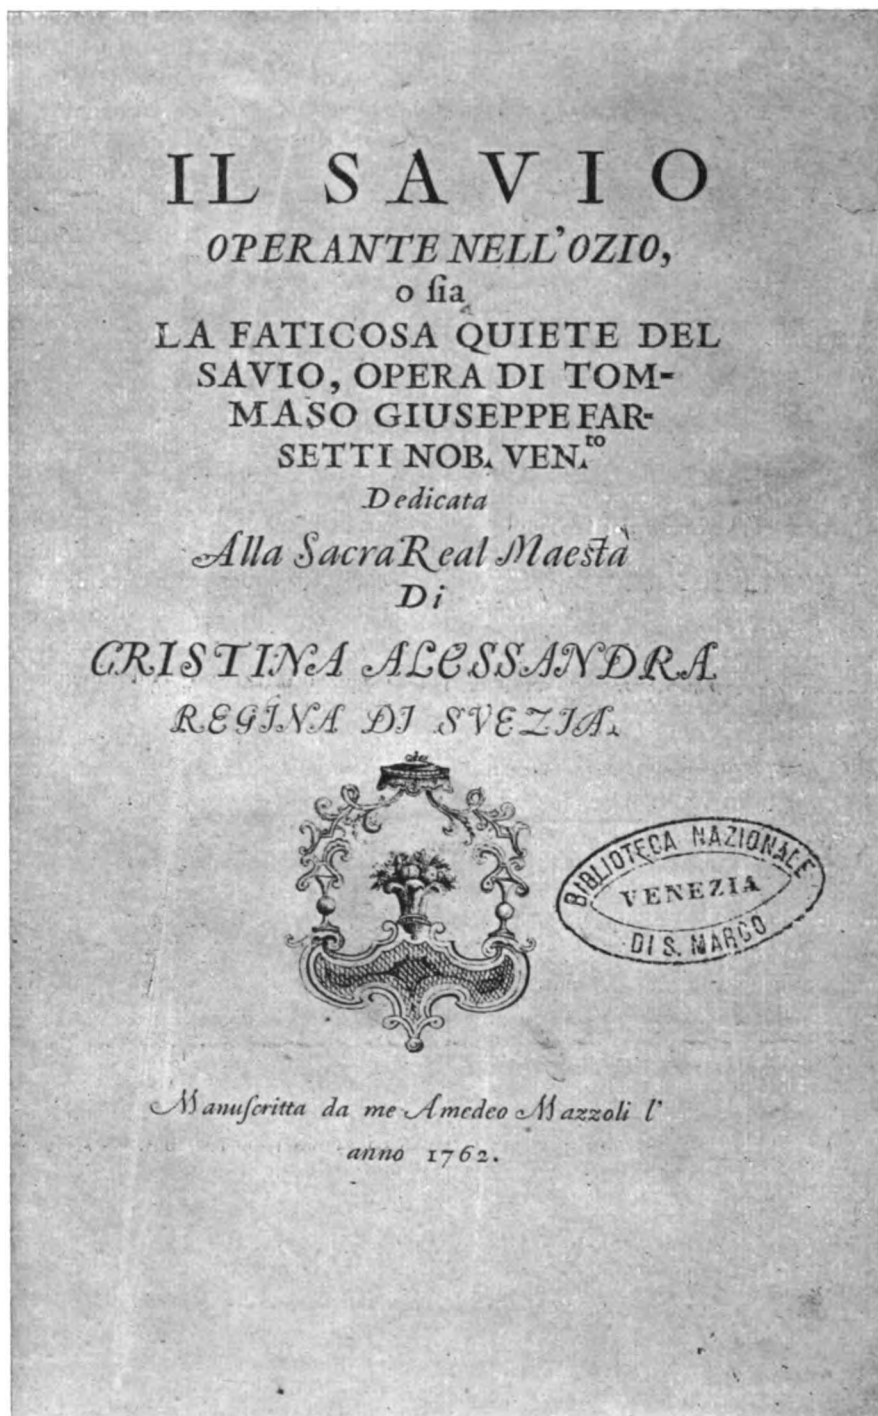 IL SAVIO
OPERANTE NELL'OZIO,
o ſia
LA FATICOSA QUIETE DEL
SAVIO, OPERA DI TOM-
MASO GIUSEPPE FAR-
SETTI NOB. VEN.to
Dedicata
Alla Sacra Real Maestà
Di
CRISTINA ALESSANDRA
REGINA DI SVEZIA.
BIBLIOTECA NAZIONALE
VENEZIA
DI S. MARCO
Manuſcritta da me Amedeo Mazzoli l'
anno 1762.